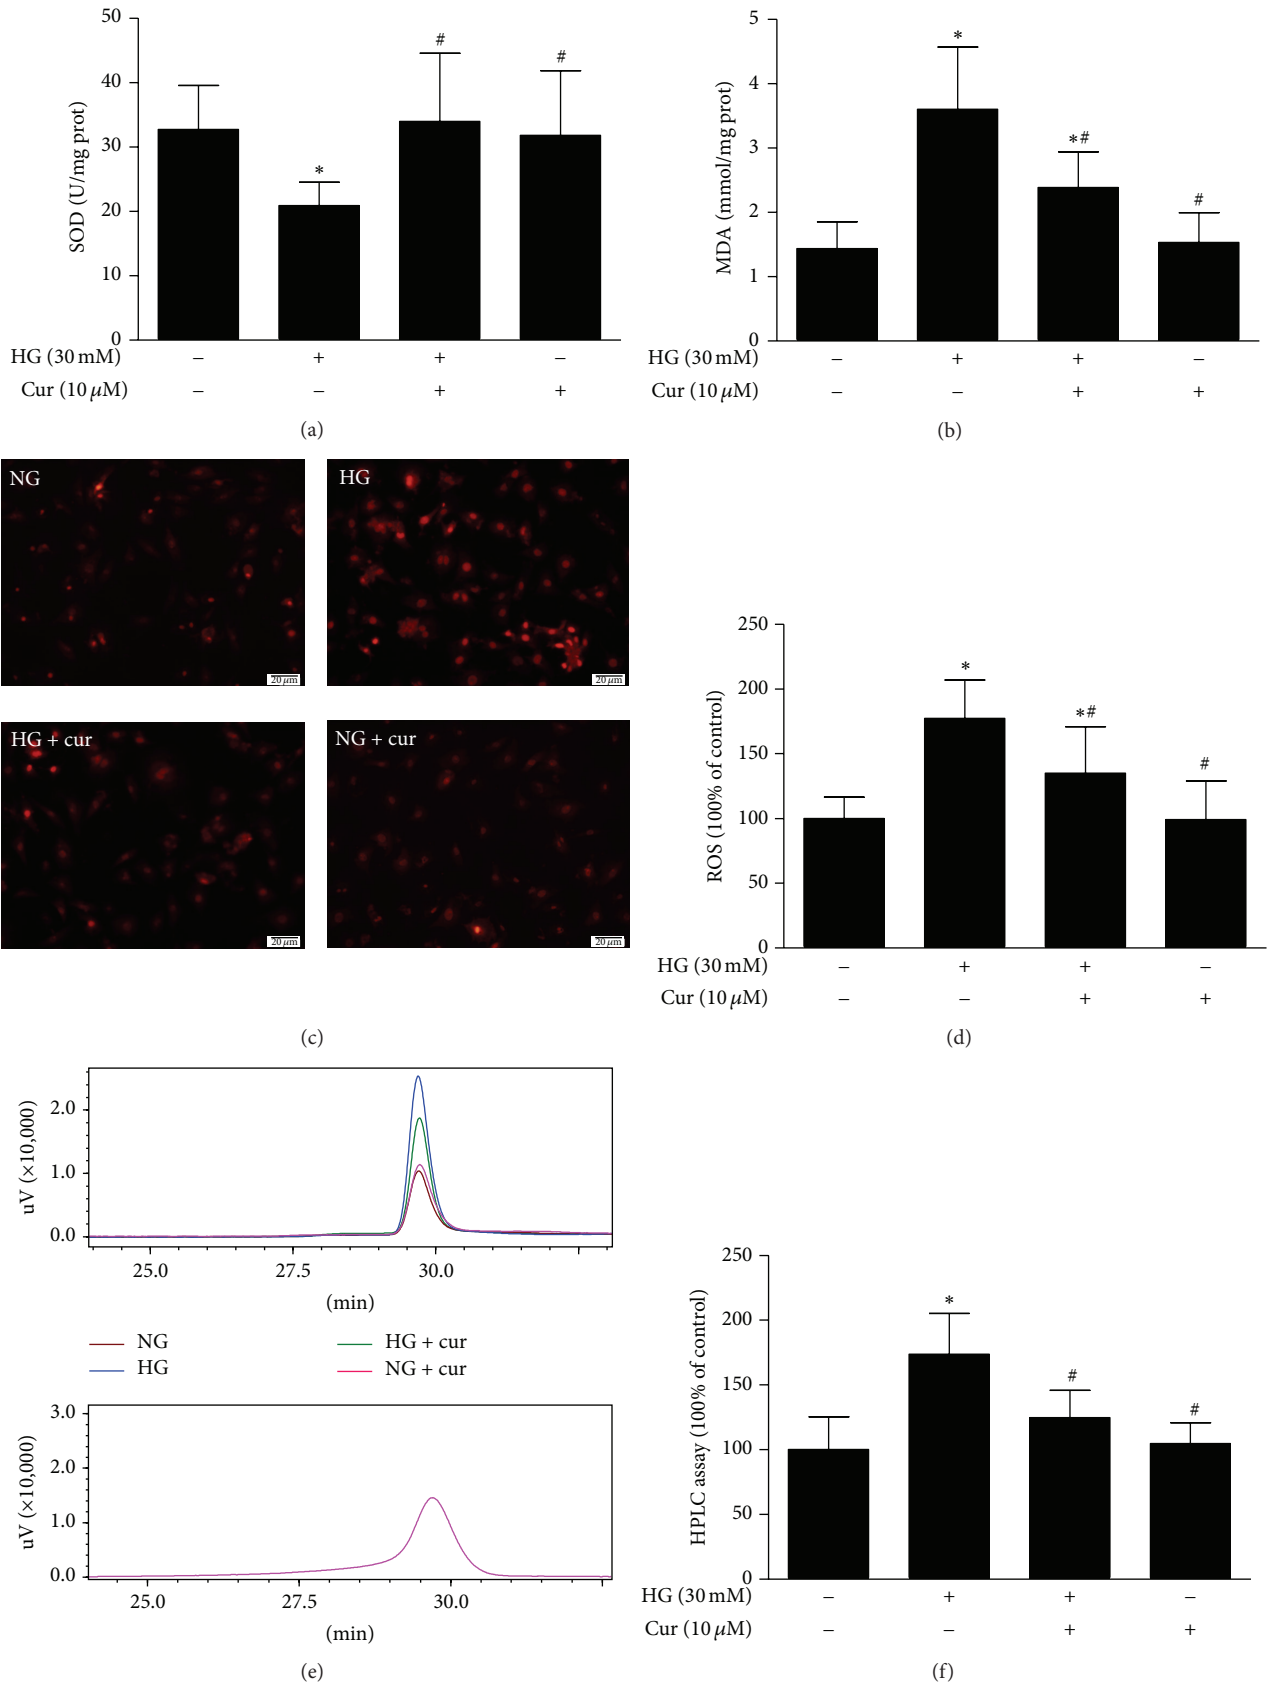 SOD (U/mg prot)
50
40
30
20
10
0
* # #
HG (30 mM) – + + –
Cur (10 μM) – – + +
(a)
MDA (mmol/mg prot)
5
4
3
2
1
0
* *# #
HG (30 mM) – + + –
Cur (10 μM) – – + +
(b)
NG
20 μm
HG
20 μm
HG + cur
20 μm
NG + cur
20 μm
(c)
ROS (100% of control)
250
200
150
100
50
0
* *# #
HG (30 mM) – + + –
Cur (10 μM) – – + +
(d)
uV (×10,000)
2.0
1.0
0.0
25.0 27.5 30.0
(min)
NG HG + cur
HG NG + cur
uV (×10,000)
3.0
2.0
1.0
0.0
25.0 27.5 30.0
(min)
(e)
HPLC assay (100% of control)
250
200
150
100
50
0
* # #
HG (30 mM) – + + –
Cur (10 μM) – – + +
(f)